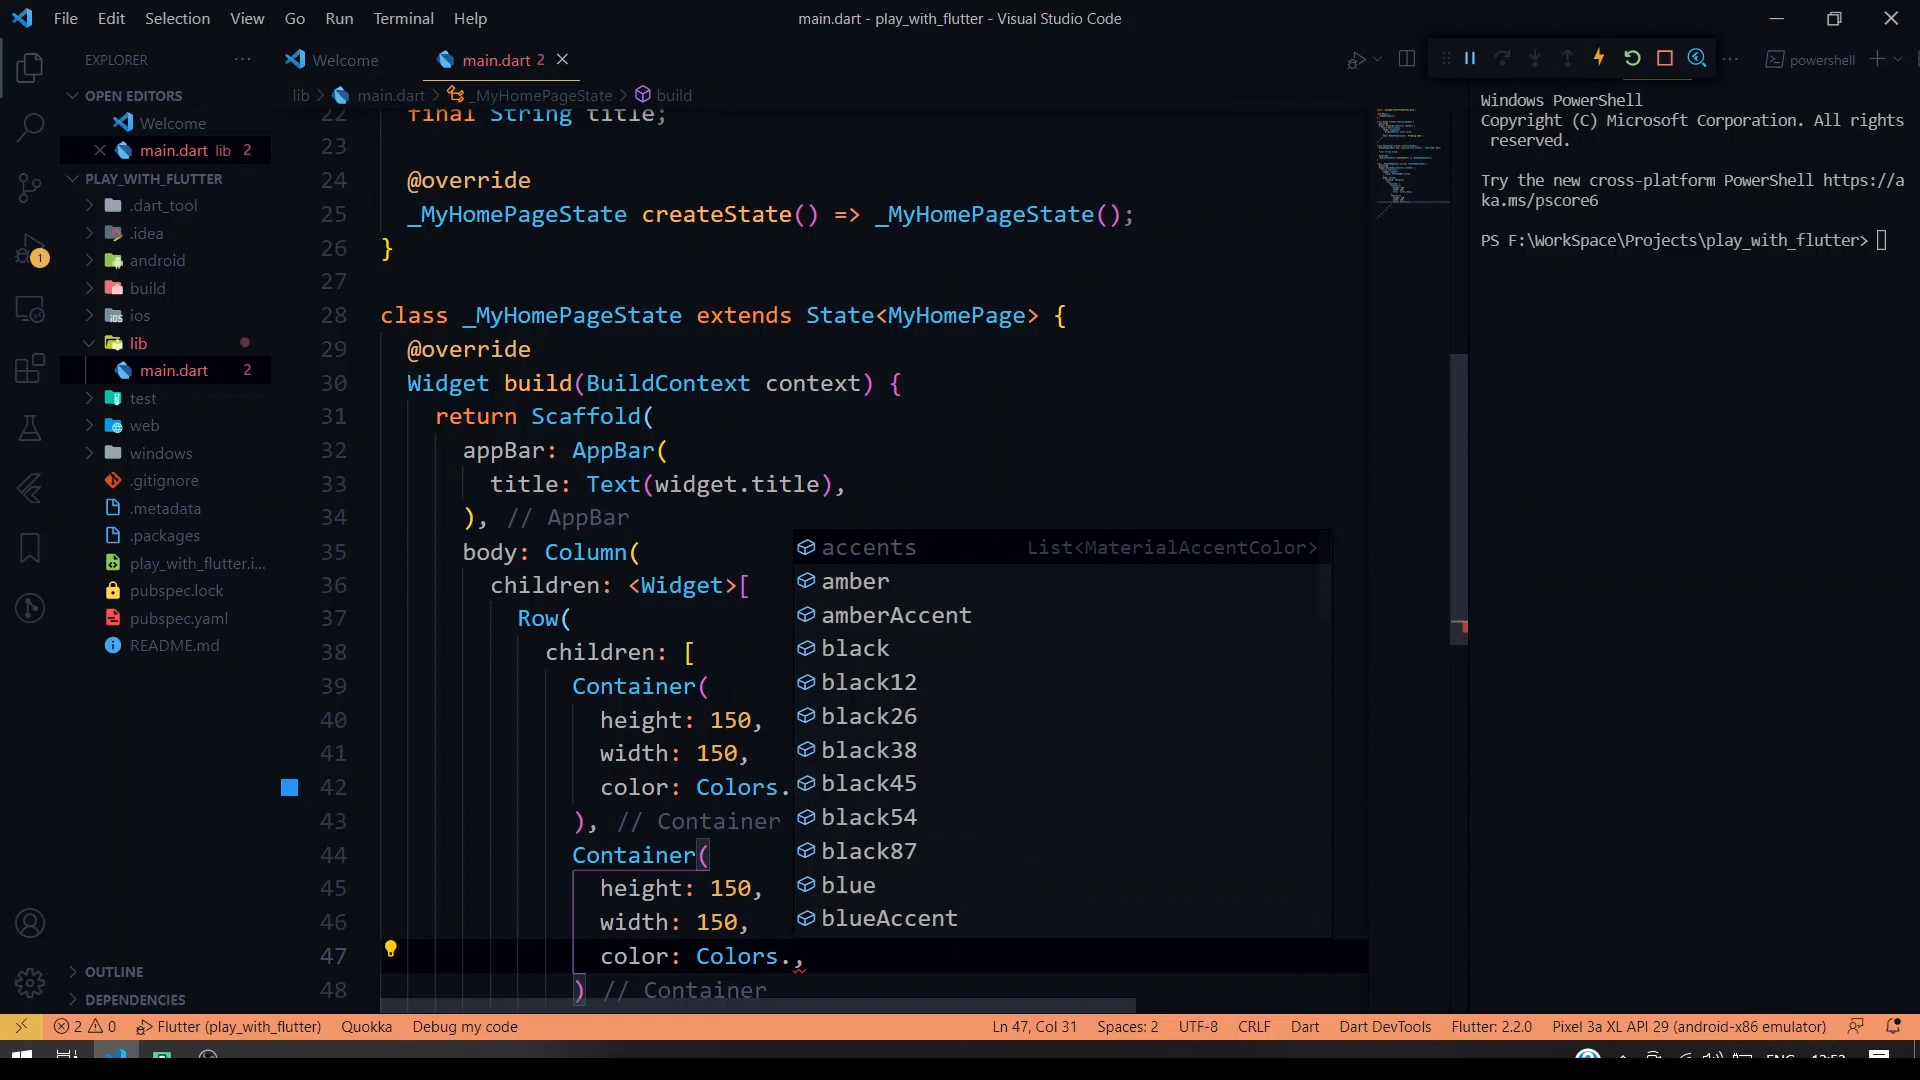 File Edit Selection View Go Run Terminal Help
main.dart - play_with_flutter - Visual Studio Code
EXPLORER
OPEN EDITORS
Welcome
main.dart lib 2
PLAY_WITH_FLUTTER
.dart_tool
.idea
android
build
ios
lib
main.dart 2
test
web
windows
.gitignore
.metadata
.packages
play_with_flutter.i...
pubspec.lock
pubspec.yaml
README.md
OUTLINE
DEPENDENCIES
1
Welcome
main.dart 2
lib > main.dart > _MyHomePageState > build
22 final String title;
23
24 @override
25 _MyHomePageState createState() => _MyHomePageState();
26 }
27
28 class _MyHomePageState extends State<MyHomePage> {
29 @override
30 Widget build(BuildContext context) {
31 return Scaffold(
32 appBar: AppBar(
33 title: Text(widget.title),
34 ), // AppBar
35 body: Column(
36 children: <Widget>[
37 Row(
38 children: [
39 Container(
40 height: 150,
41 width: 150,
42 color: Colors.
43 ), // Container
44 Container(
45 height: 150,
46 width: 150,
47 color: Colors.,
48 ) // Container
accents List<MaterialAccentColor>
amber
amberAccent
black
black12
black26
black38
black45
black54
black87
blue
blueAccent
powershell
Windows PowerShell
Copyright (C) Microsoft Corporation. All rights
reserved.
Try the new cross-platform PowerShell https://a
ka.ms/pscore6
PS F:\WorkSpace\Projects\play_with_flutter>
2 0 Flutter (play_with_flutter) Quokka Debug my code
Ln 47, Col 31 Spaces: 2 UTF-8 CRLF Dart Dart DevTools Flutter: 2.2.0 Pixel 3a XL API 29 (android-x86 emulator)